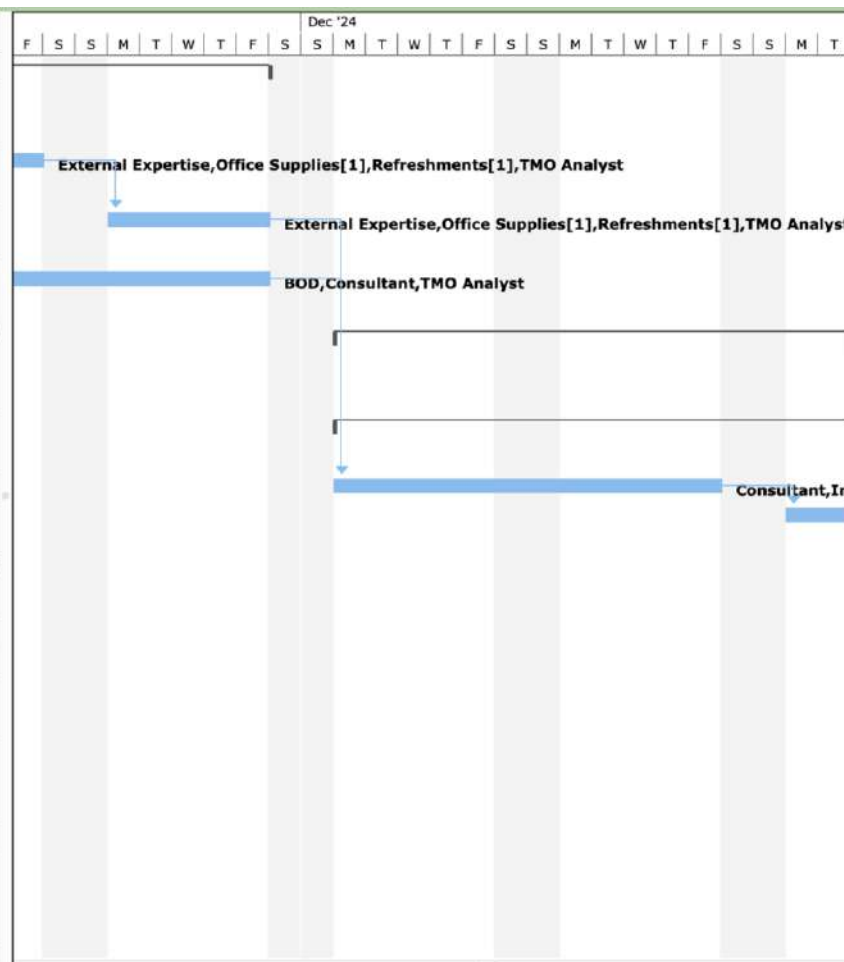 Dec '24
F S S M T W T F S S M T W T F S S M T W T F S S M T
External Expertise,Office Supplies[1],Refreshments[1],TMO Analyst
External Expertise,Office Supplies[1],Refreshments[1],TMO Analyst
BOD,Consultant,TMO Analyst
Consultant,In